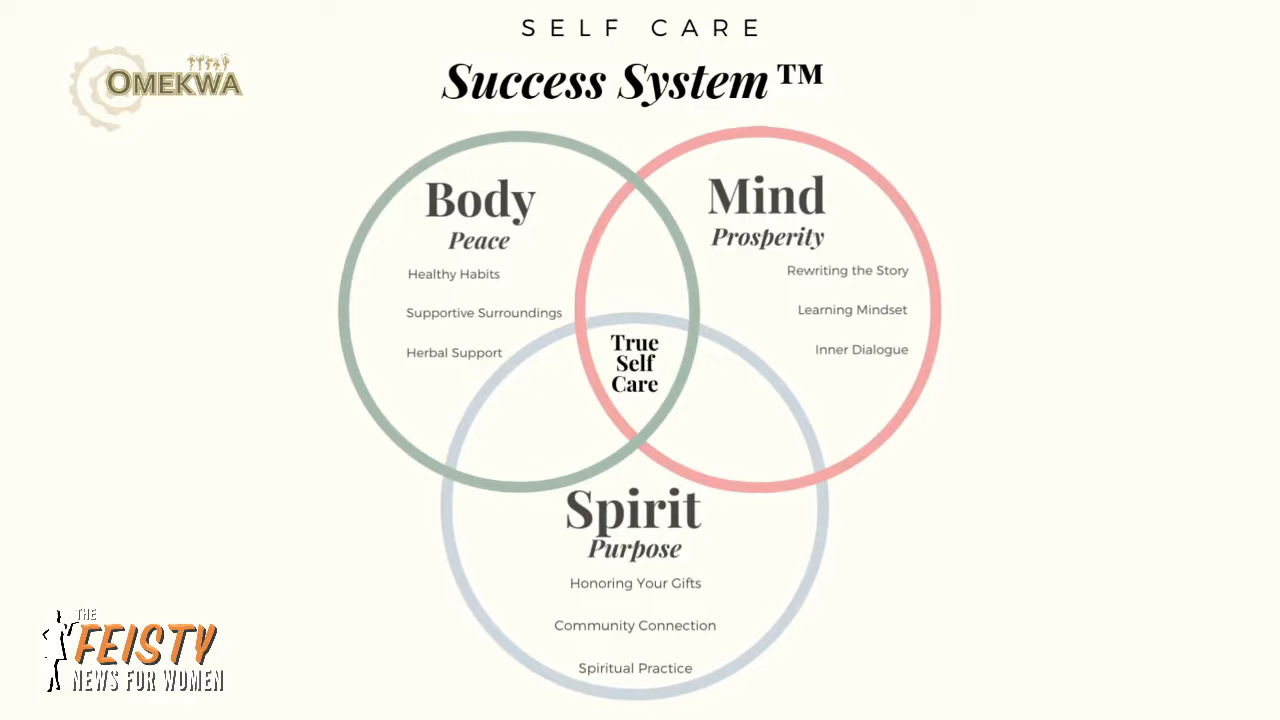 SELF CARE
Success System™
OMEKWA
Body
Peace
Healthy Habits
Supportive Surroundings
Herbal Support
Mind
Prosperity
Rewriting the Story
Learning Mindset
Inner Dialogue
True
Self
Care
Spirit
Purpose
Honoring Your Gifts
Community Connection
Spiritual Practice
THE
FEISTY
NEWS FOR WOMEN